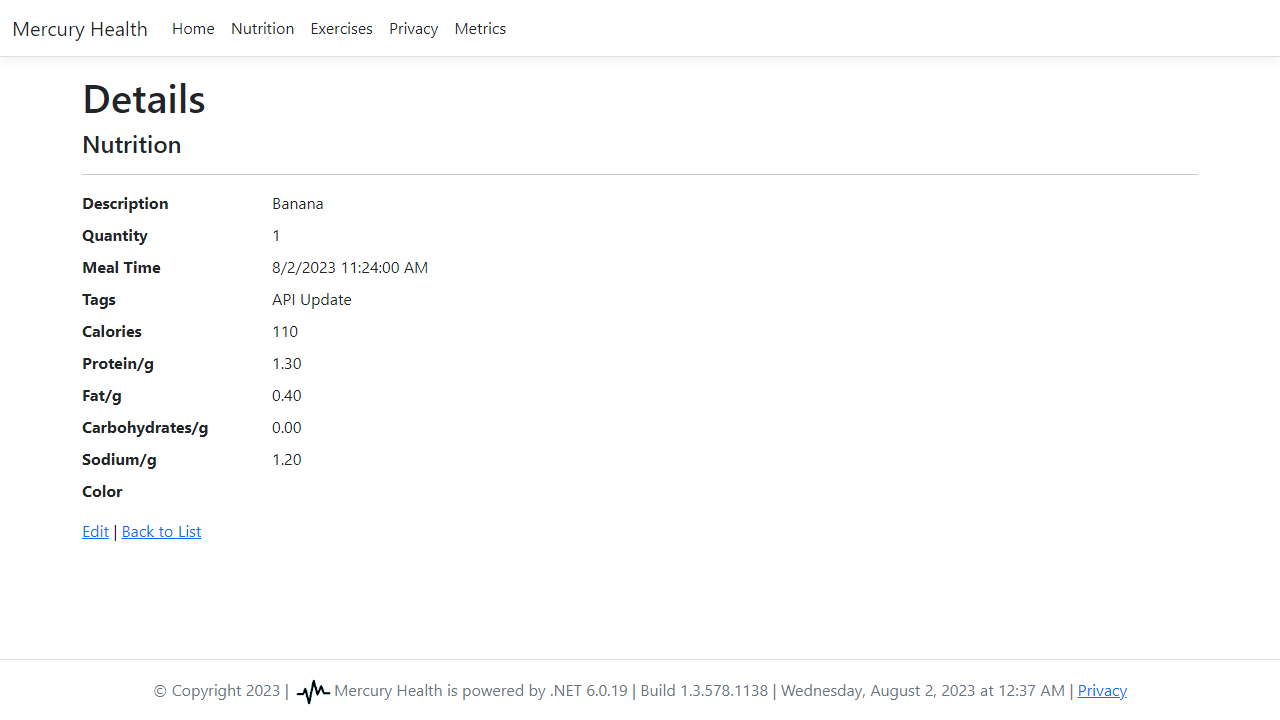 Mercury Health Home Nutrition Exercises Privacy Metrics
Details
Nutrition
Description Banana
Quantity 1
Meal Time 8/2/2023 11:24:00 AM
Tags API Update
Calories 110
Protein/g 1.30
Fat/g 0.40
Carbohydrates/g 0.00
Sodium/g 1.20
Color
Edit | Back to List
© Copyright 2023 | Mercury Health is powered by .NET 6.0.19 | Build 1.3.578.1138 | Wednesday, August 2, 2023 at 12:37 AM | Privacy